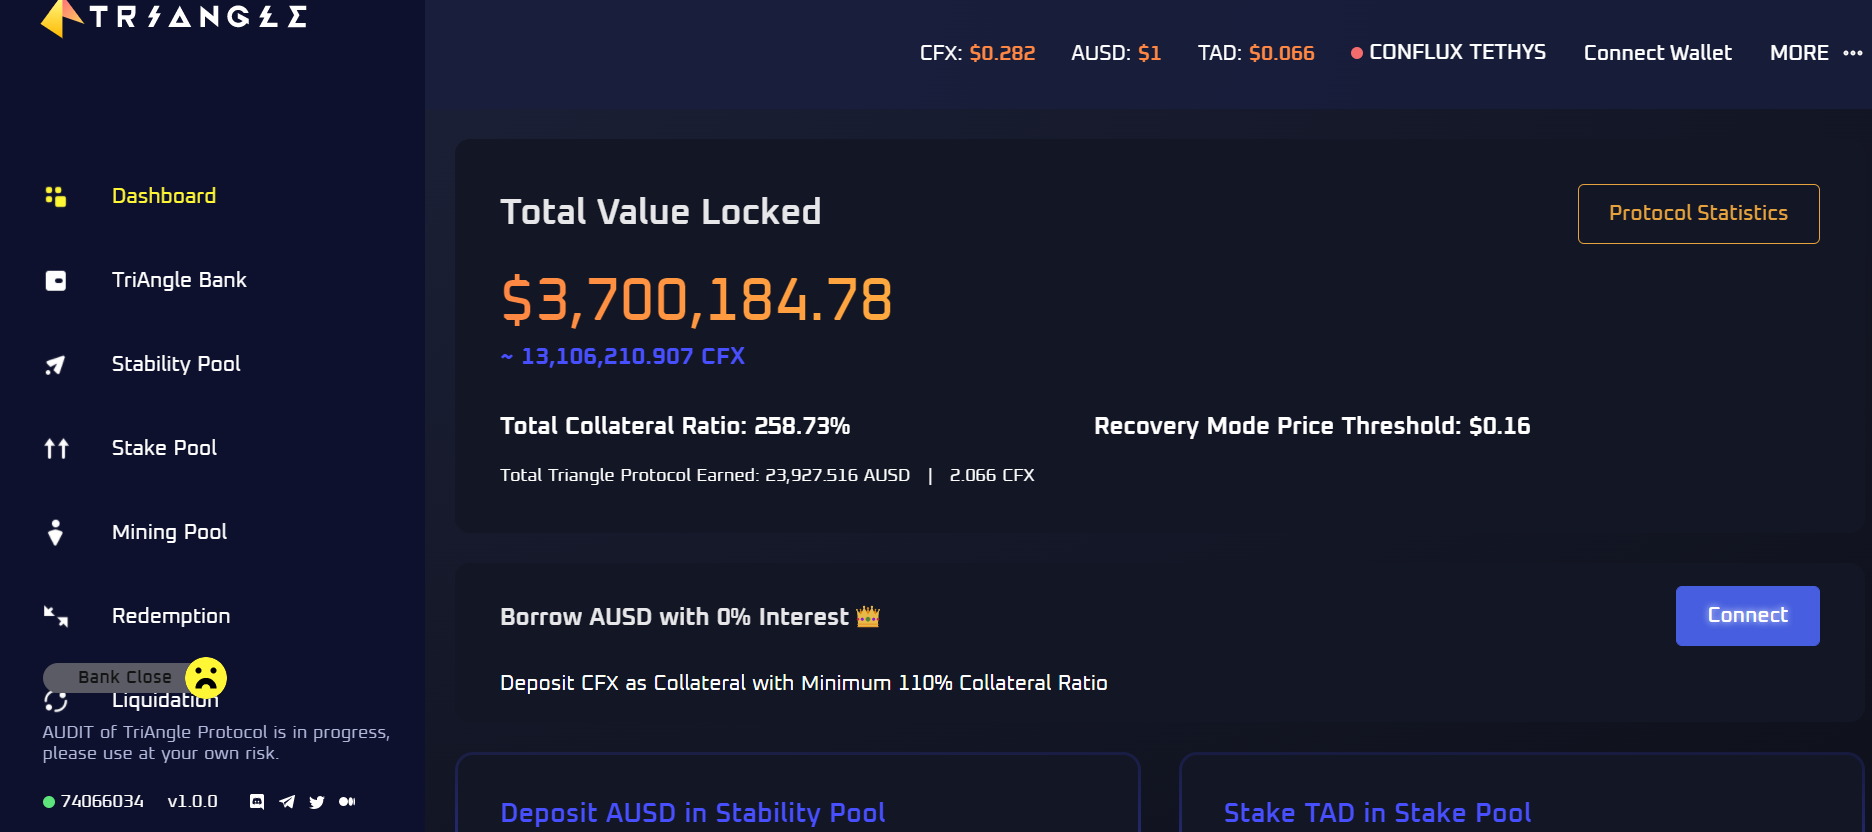 TRIANGLE
CFX: $0.282 AUSD: $1 TAD: $0.066 CONFLUX TETHYS Connect Wallet MORE •••
Dashboard
TriAngle Bank
Stability Pool
Stake Pool
Mining Pool
Redemption
Bank Close
Liquidation
AUDIT of TriAngle Protocol is in progress,
please use at your own risk.
74066034 v1.0.0
Total Value Locked
Protocol Statistics
$3,700,184.78
~ 13,106,210.907 CFX
Total Collateral Ratio: 258.73% Recovery Mode Price Threshold: $0.16
Total Triangle Protocol Earned: 23,927.516 AUSD | 2.066 CFX
Borrow AUSD with 0% Interest 👑
Connect
Deposit CFX as Collateral with Minimum 110% Collateral Ratio
Deposit AUSD in Stability Pool
Stake TAD in Stake Pool